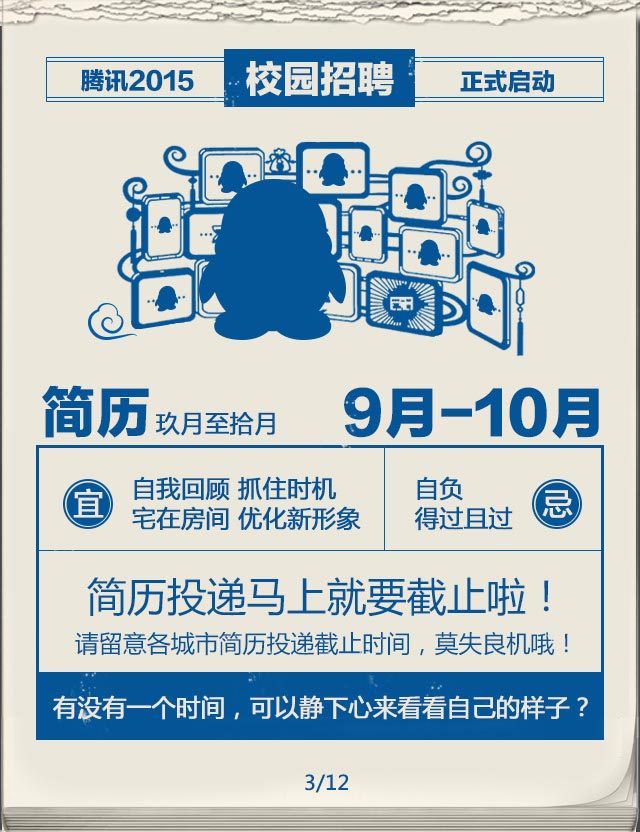 腾讯2015 校园招聘 正式启动
简历 玖月至拾月 9月-10月
宜
自我回顾 抓住时机
宅在房间 优化新形象
自负
得过且过
忌
简历投递马上就要截止啦！
请留意各城市简历投递截止时间，莫失良机哦！
有没有一个时间，可以静下心来看看自己的样子？
3/12